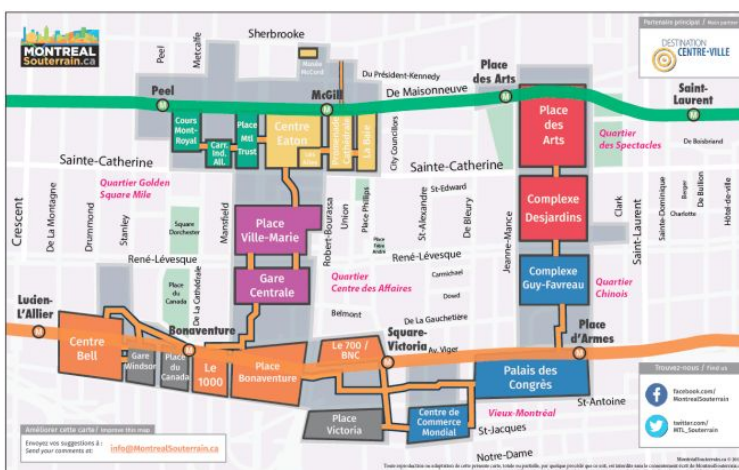 MONTREAL
Souterrain.ca
Peel
Metcalfe
Sherbrooke
Musée
McCord
Du Président-Kennedy
Partenaire principal / Main partner
DESTINATION
CENTRE-VILLE
Peel
McGill
De Maisonneuve
Place
des Arts
Saint-
Laurent
Cours
Mont-
Royal
Carr.
Ind.
All.
Place
Mtl
Trust
Centre
Eaton
Promenades
Cathédrale
La Baie
City Councillors
Place
des
Arts
Quartier
des Spectacles
De Boisbriand
Sainte-Catherine
Sainte-Catherine
Quartier Golden
Square Mile
Crescent
De La Montagne
Drummond
Stanley
Square
Dorchester
Mansfield
Place
Ville-Marie
Robert-Bourassa
Union
Place Phillips
St-Alexandre
St-Edward
De Bleury
Jeanne-Mance
Complexe
Desjardins
Clark
Saint-Laurent
Sainte-Dominique
Berger
Charlotte
De Bullion
Hôtel-de-ville
René-Lévesque
René-Lévesque
Place du
Canada
De La Cathédrale
Gare
Centrale
Quartier
Centre des Affaires
Carmichael
Dowd
Complexe
Guy-Favreau
Quartier
Chinois
Belmont
De La Gauchetière
Lucien-
L'Allier
Bonaventure
Square-
Victoria
Av. Viger
Place
d'Armes
Centre
Bell
Gare
Windsor
Place
du
Canada
Le
1000
Place
Bonaventure
Le 700 /
BNC
Palais des
Congrès
Trouvez-nous / Find us
facebook.com/
MontrealSouterrain
twitter.com/
MTL_Souterrain
Place
Victoria
Centre de
Commerce
Mondial
Vieux-Montréal
St-Antoine
St-Jacques
Notre-Dame
Améliorer cette carte / Improve this map
Envoyez vos suggestions à :
Send your comments at:
info@MontrealSouterrain.ca